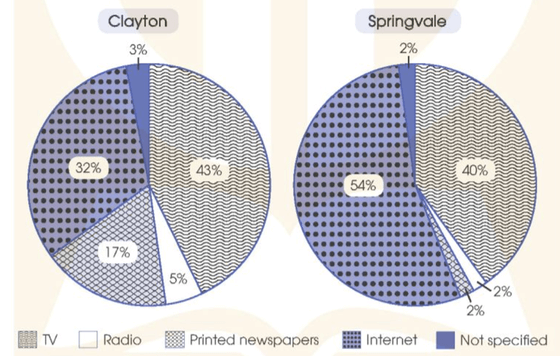 Clayton
Springvale
3%
2%
32%
43%
54%
40%
17%
5%
2%
2%
TV
Radio
Printed newspapers
Internet
Not specified